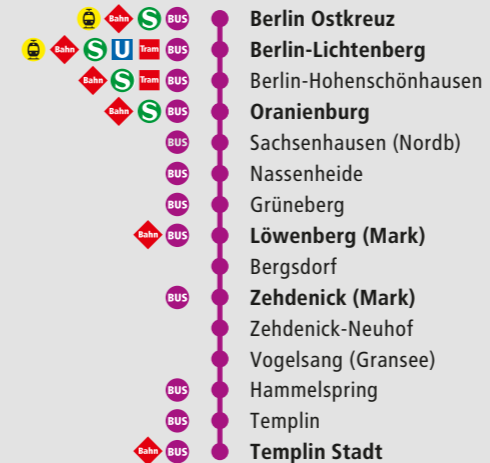 Bahn S BUS Berlin Ostkreuz
Bahn S U Tram BUS Berlin-Lichtenberg
Bahn S Tram BUS Berlin-Hohenschönhausen
Bahn S BUS Oranienburg
BUS Sachsenhausen (Nordb)
BUS Nassenheide
BUS Grüneberg
Bahn BUS Löwenberg (Mark)
Bergsdorf
BUS Zehdenick (Mark)
Zehdenick-Neuhof
Vogelsang (Gransee)
BUS Hammelspring
BUS Templin
Bahn BUS Templin Stadt